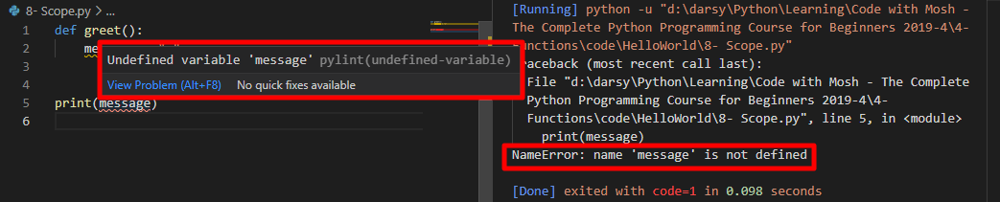 8- Scope.py > ...
1 def greet():
2 me
Undefined variable 'message' pylint(undefined-variable)
View Problem (Alt+F8) No quick fixes available
5 print(message)
6
[Running] python -u "d:\darsy\Python\Learning\Code with Mosh -
The Complete Python Programming Course for Beginners 2019-4\4-
Functions\code\HelloWorld\8- Scope.py"
Traceback (most recent call last):
File "d:\darsy\Python\Learning\Code with Mosh - The Complete
Python Programming Course for Beginners 2019-4\4-
Functions\code\HelloWorld\8- Scope.py", line 5, in <module>
print(message)
NameError: name 'message' is not defined
[Done] exited with code=1 in 0.098 seconds